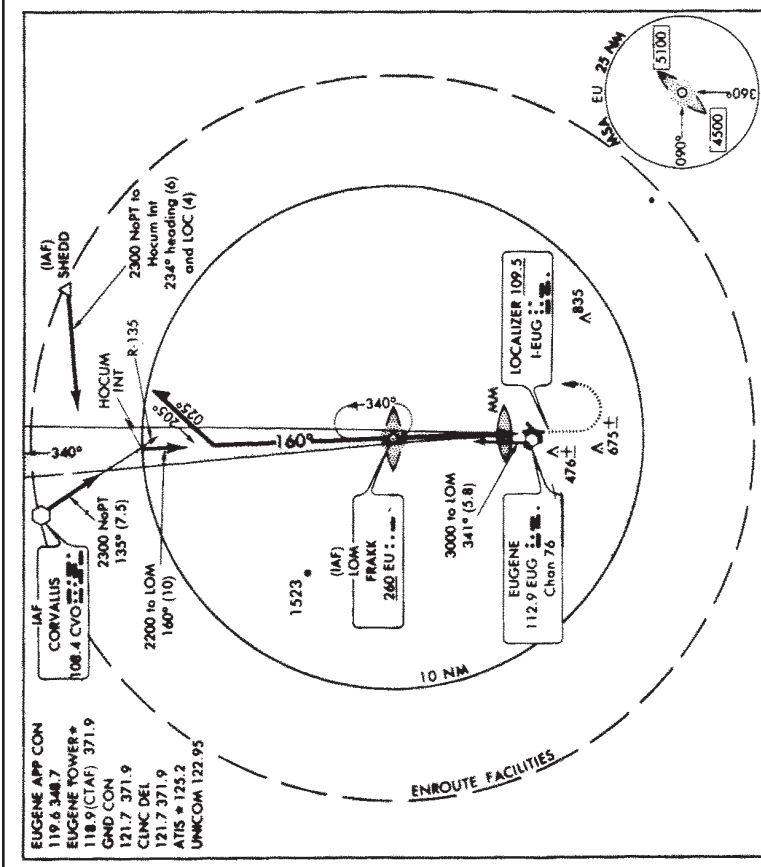 EUGENE APP CON
119.6 348.7
EUGENE TOWER★
118.9 (CTAF) 371.9
GND CON
121.7 371.9
CLNC DEL
121.7 371.9
ATIS ★ 125.2
UNICOM 122.95
IAF
CORVALLIS
108.4 CVO
2300 NoPT
135° (7.5)
340°
HOCUM
INT
R-135
(IAF)
SHEDD
2300 NoPT to
Hocum Int
234° heading (6)
and LOC (4)
2200 to LOM
160° (10)
205°
025°
160°
340°
1523
(IAF)
LOM
FRAKK
260 EU
MM
3000 to LOM
341° (5.8)
LOCALIZER 109.5
I-EUG
EUGENE
112.9 EUG
Chan 76
476±
675±
835
10 NM
ENROUTE FACILITIES
MSA EU 25 NM
5100
4500
090°
360°